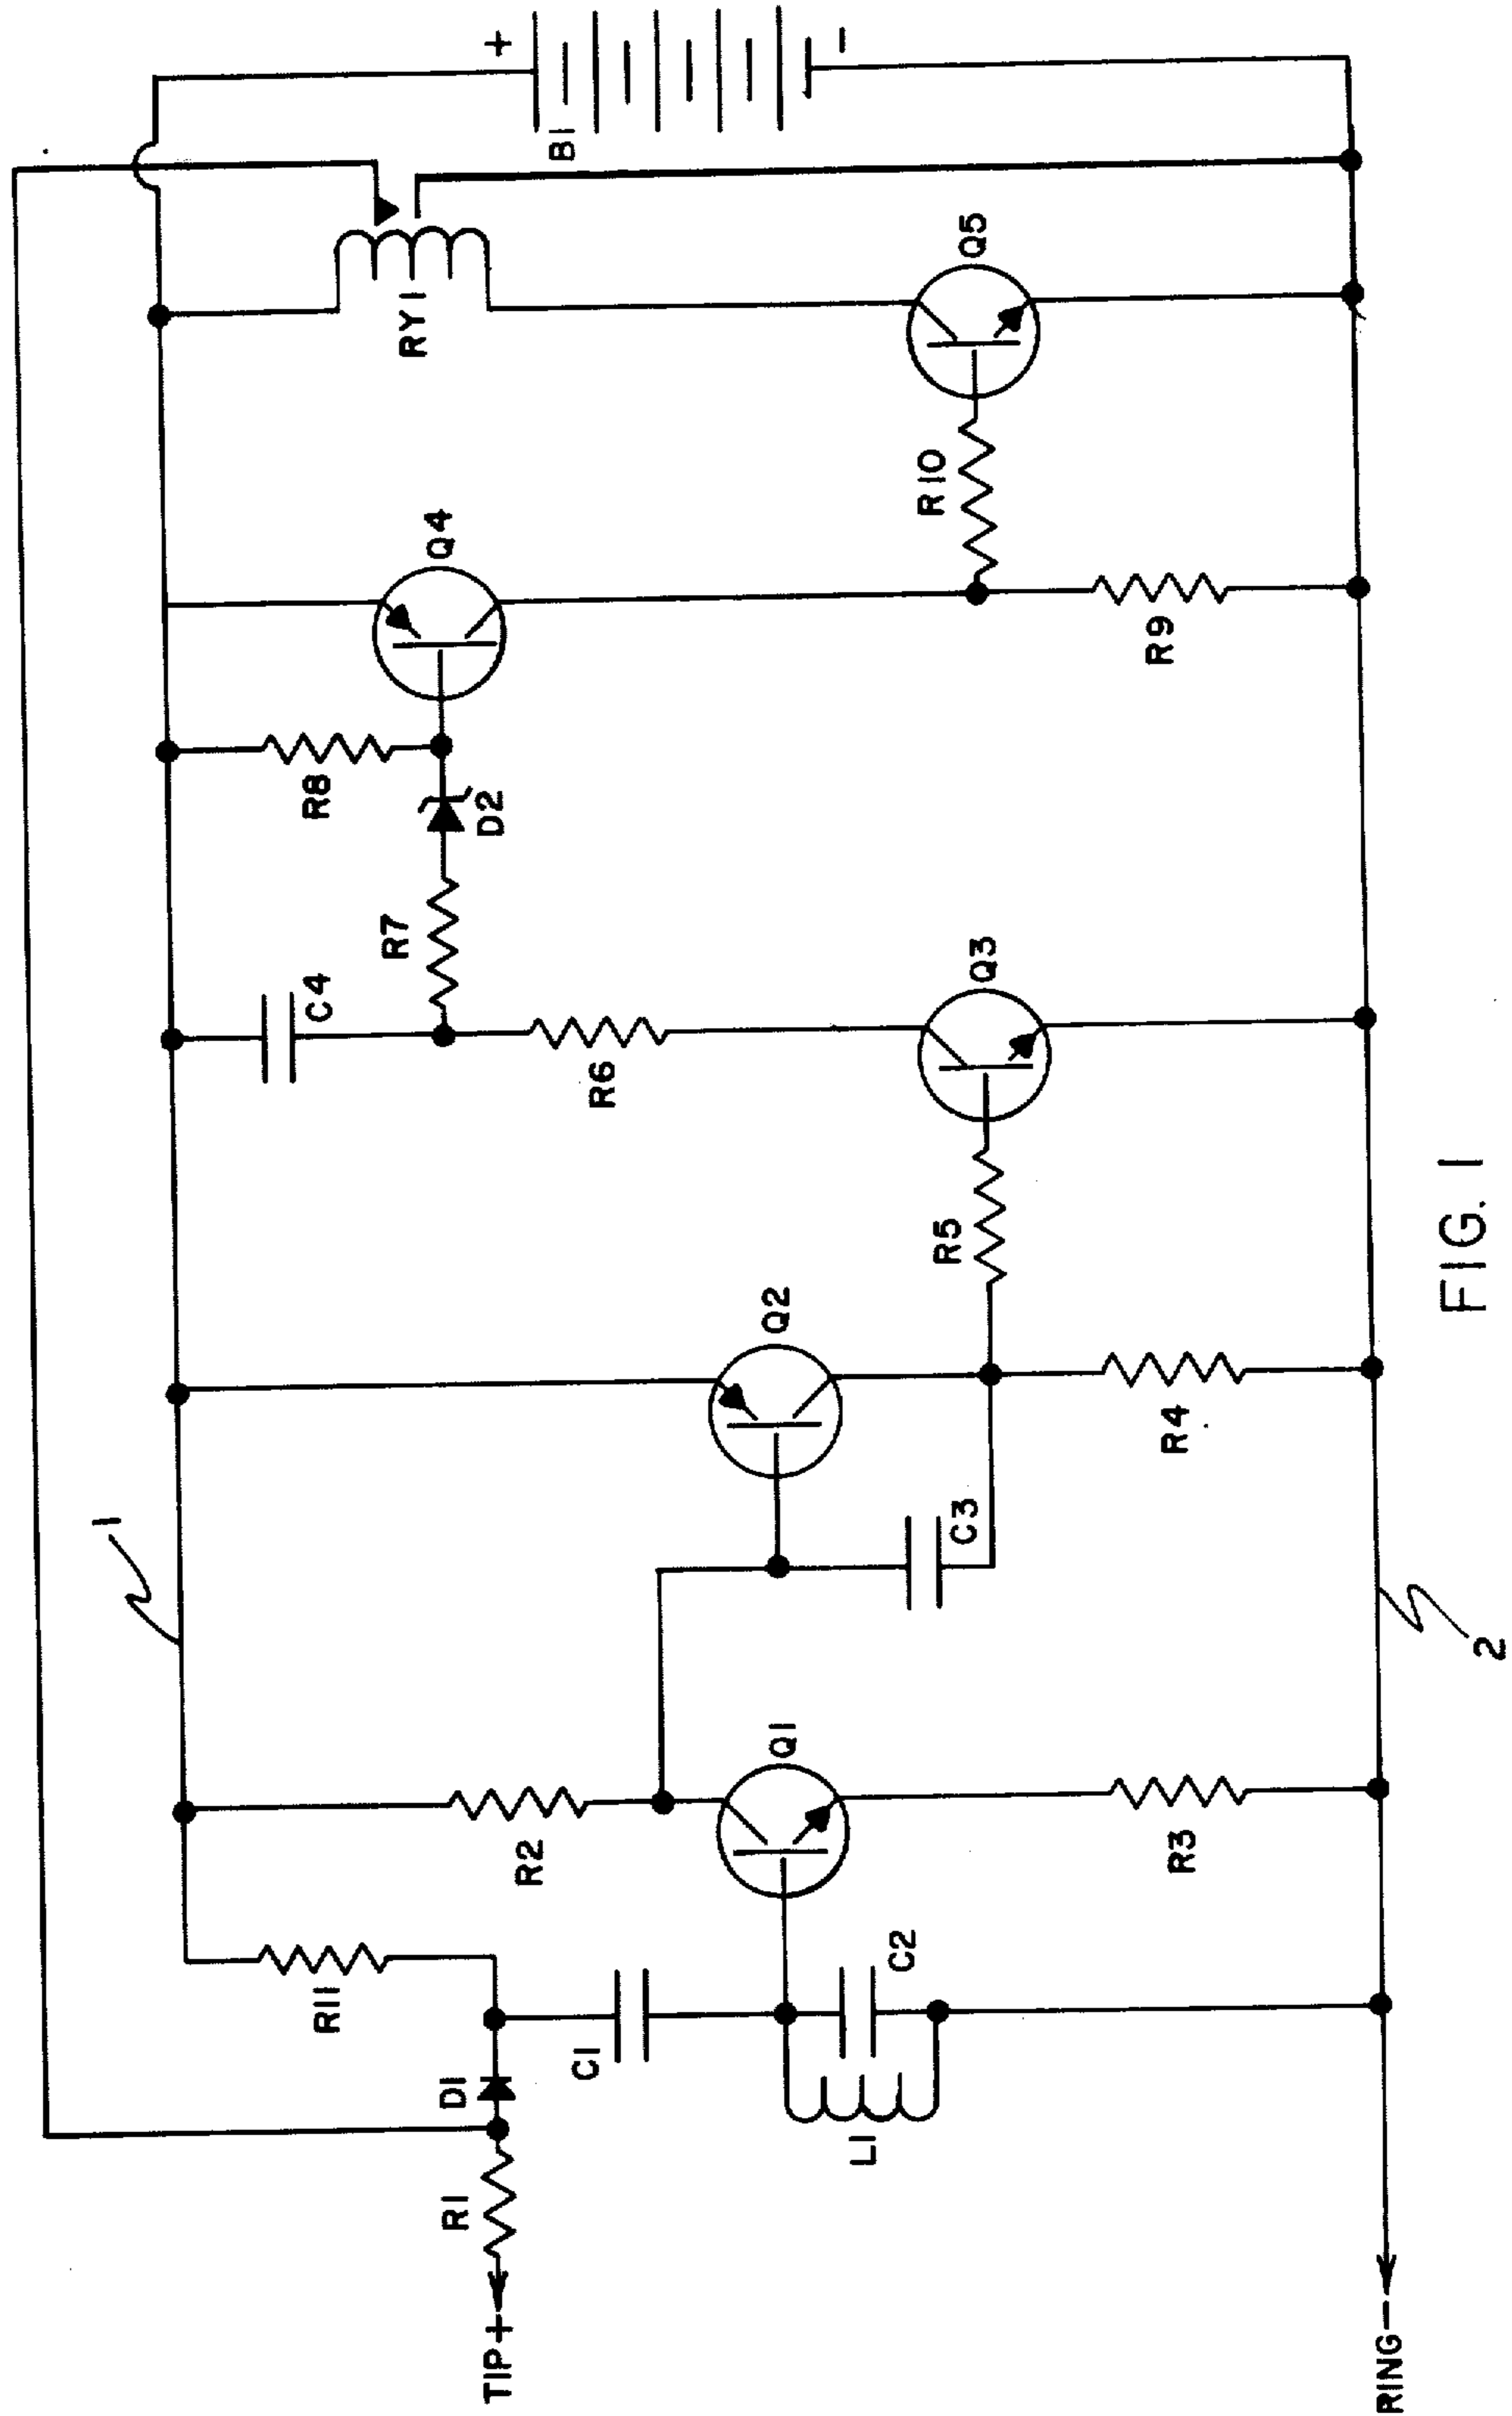 TIP+
RING-
R1
D1
R11
C1
L1
C2
1
R2
Q1
R3
C3
Q2
R4
R5
C4
R6
Q3
R7
D2
R8
Q4
R9
R10
RY1
Q5
B1
+
-
2
FIG. 1